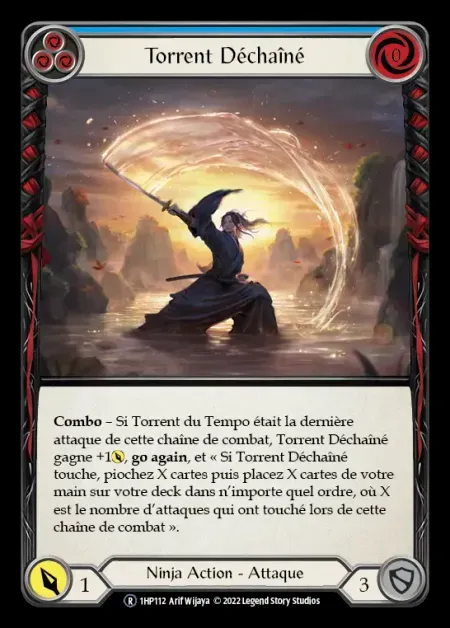 Torrent Déchaîné
0
Combo – Si Torrent du Tempo était la dernière
attaque de cette chaîne de combat, Torrent Déchaîné
gagne +1, go again, et « Si Torrent Déchaîné
touche, piochez X cartes puis placez X cartes de votre
main sur votre deck dans n’importe quel ordre, où X
est le nombre d’attaques qui ont touché lors de cette
chaîne de combat ».
1
Ninja Action - Attaque
3
R 1HP112 Arif Wijaya © 2022 Legend Story Studios